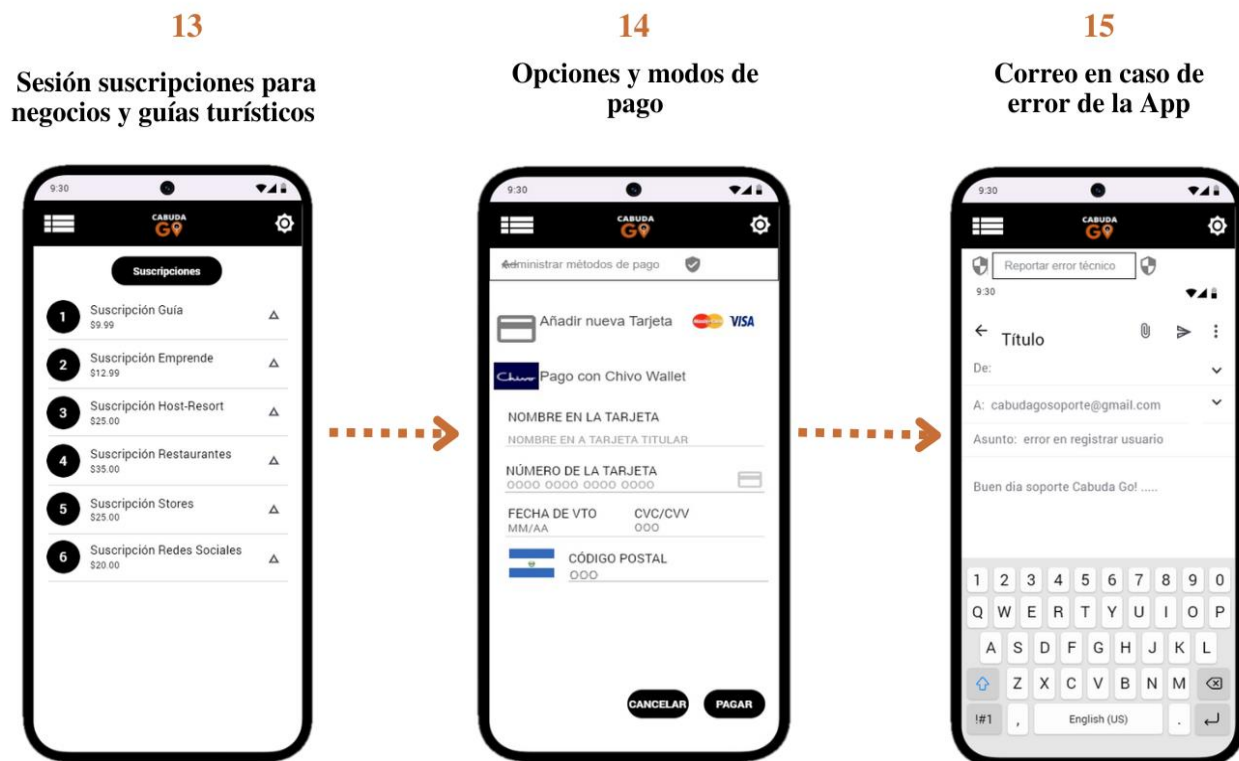 13
Sesión suscripciones para
negocios y guías turísticos
9:30
CABUDA
GO
Suscripciones
1
Suscripción Guía
$9.99
2
Suscripción Emprende
$12.99
3
Suscripción Host-Resort
$25.00
4
Suscripción Restaurantes
$35.00
5
Suscripción Stores
$25.00
6
Suscripción Redes Sociales
$20.00
14
Opciones y modos de
pago
9:30
CABUDA
GO
Administrar métodos de pago
Añadir nueva Tarjeta MasterCard VISA
Chivo Pago con Chivo Wallet
NOMBRE EN LA TARJETA
NOMBRE EN A TARJETA TITULAR
NÚMERO DE LA TARJETA
0000 0000 0000 0000
FECHA DE VTO CVC/CVV
MM/AA 000
CÓDIGO POSTAL
000
CANCELAR PAGAR
15
Correo en caso de
error de la App
9:30
CABUDA
GO
Reportar error técnico
9:30
Título
De:
A: cabudagosoporte@gmail.com
Asunto: error en registrar usuario
Buen dia soporte Cabuda Go! .....
1 2 3 4 5 6 7 8 9 0
Q W E R T Y U I O P
A S D F G H J K L
Z X C V B N M
!#1 , English (US) .